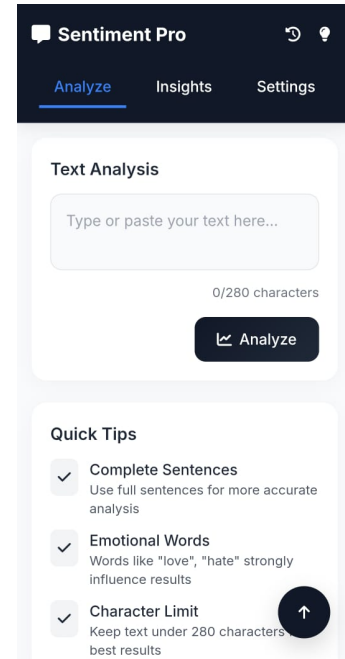 Sentiment Pro
Analyze Insights Settings
Text Analysis
Type or paste your text here...
0/280 characters
Analyze
Quick Tips
Complete Sentences
Use full sentences for more accurate
analysis
Emotional Words
Words like "love", "hate" strongly
influence results
Character Limit
Keep text under 280 characters
best results